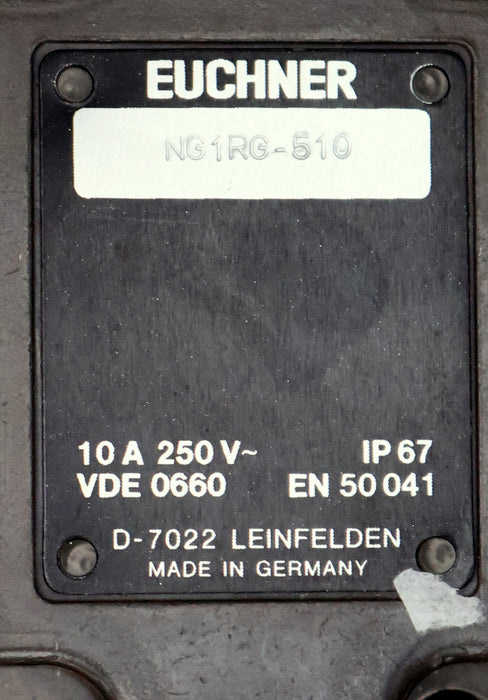 EUCHNER
NG1RG-510
10 A 250 V~ IP 67
VDE 0660 EN 50 041
D-7022 LEINFELDEN
MADE IN GERMANY